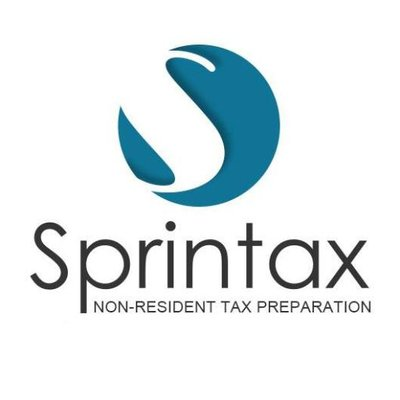 Sprintax
NON-RESIDENT TAX PREPARATION